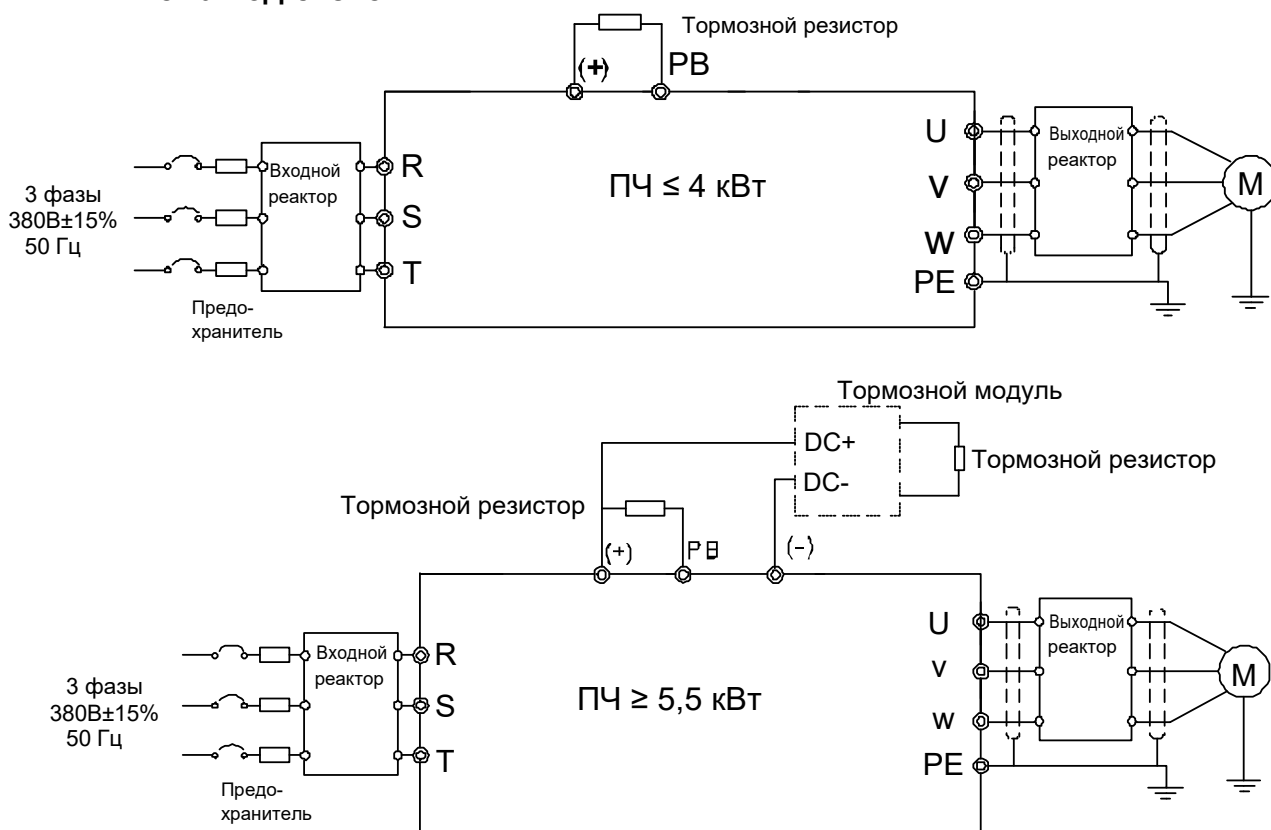 Тормозной резистор
(+) PB
R
S
T
3 фазы
380В±15%
50 Гц
Входной
реактор
Предо-
хранитель
ПЧ ≤ 4 кВт
U
V
W
PE
Выходной
реактор
M
Тормозной модуль
DC+
DC-
Тормозной резистор
Тормозной резистор
(+) PB (-)
R
S
T
3 фазы
380В±15%
50 Гц
Входной
реактор
Предо-
хранитель
ПЧ ≥ 5,5 кВт
U
V
W
PE
Выходной
реактор
M